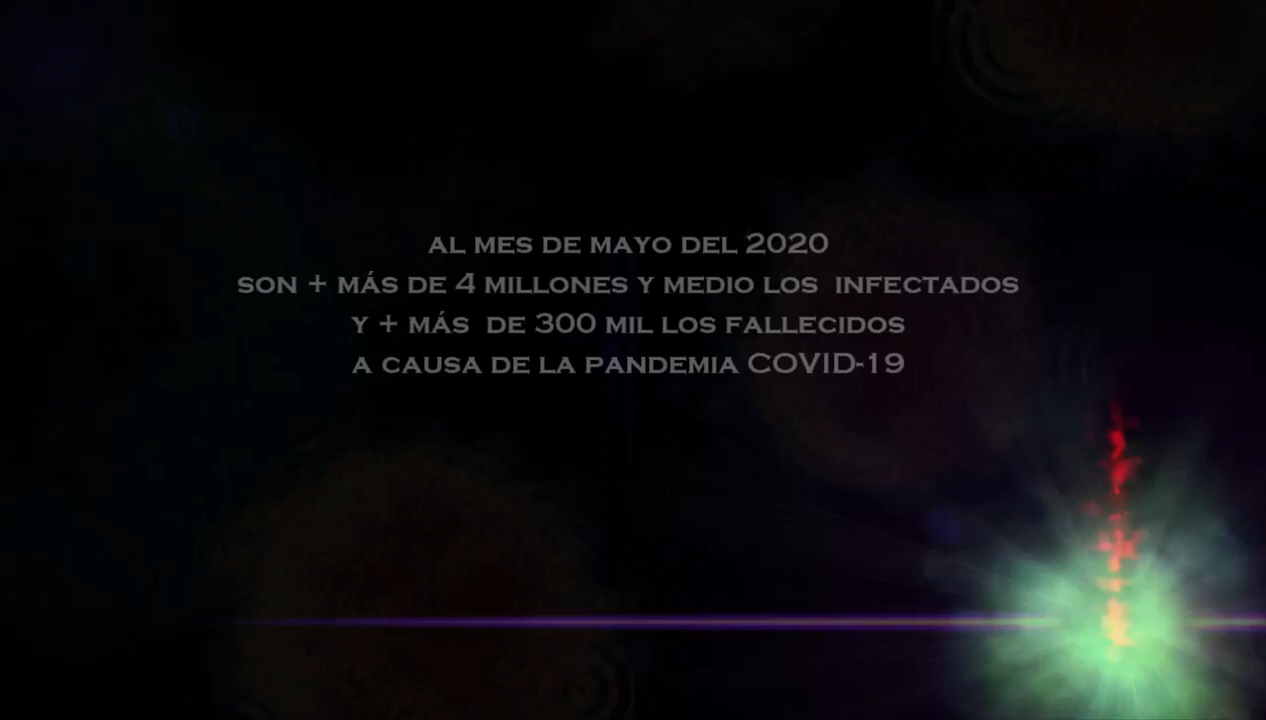 AL MES DE MAYO DEL 2020
SON + MÁS DE 4 MILLONES Y MEDIO LOS INFECTADOS
Y + MÁS DE 300 MIL LOS FALLECIDOS
A CAUSA DE LA PANDEMIA COVID-19